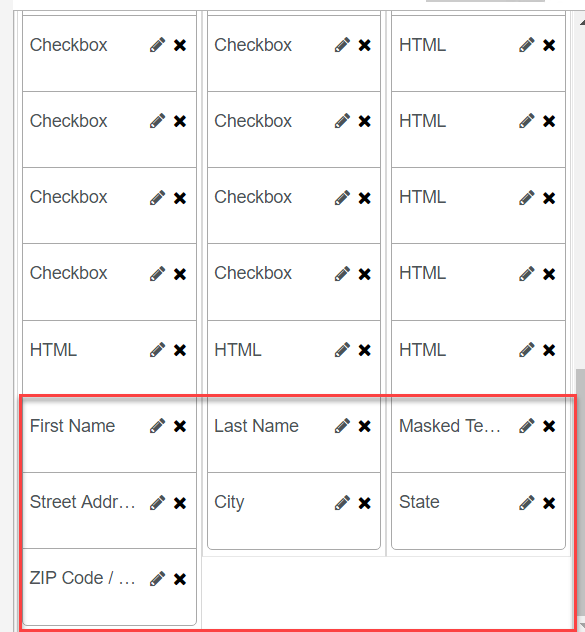 Checkbox Checkbox HTML
Checkbox Checkbox HTML
Checkbox Checkbox HTML
Checkbox Checkbox HTML
HTML HTML HTML
First Name Last Name Masked Te...
Street Addr... City State
ZIP Code / ...